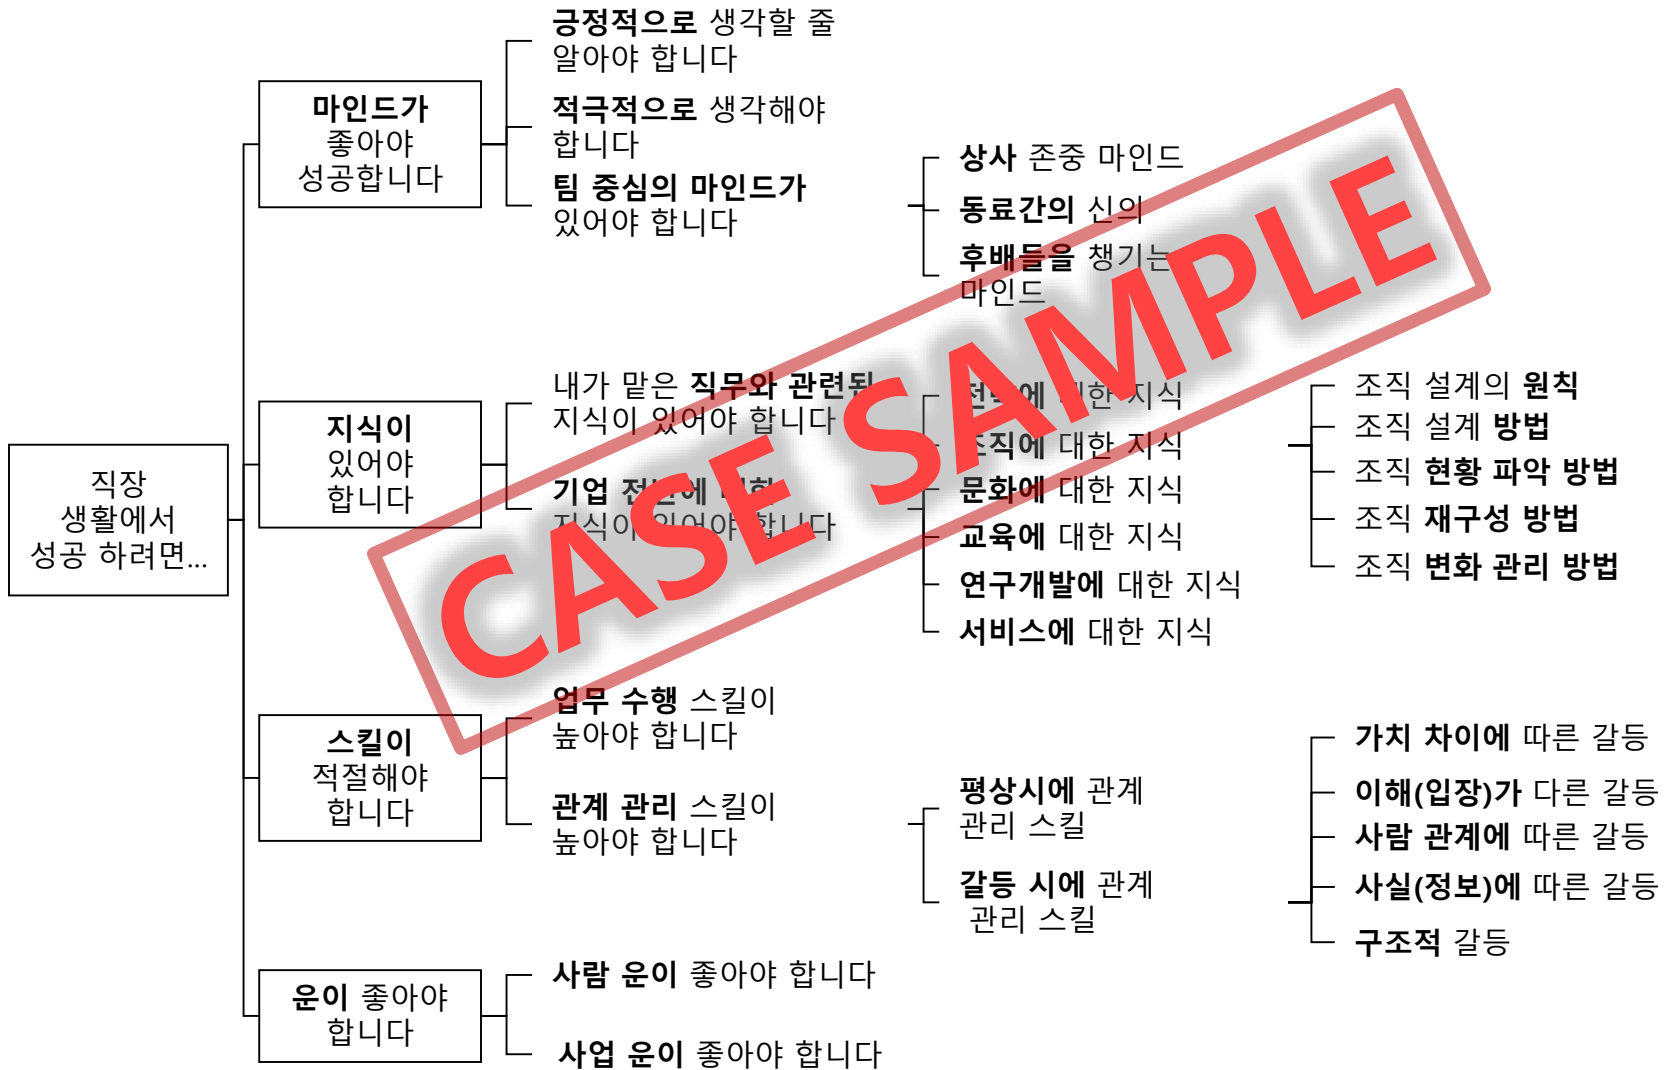 긍정적으로 생각할 줄
알아야 합니다
마인드가
좋아야
성공합니다
적극적으로 생각해야
합니다
팀 중심의 마인드가
있어야 합니다
상사 존중 마인드
동료간의 신의
후배들을 챙기는
마인드
직장
생활에서
성공 하려면...
지식이
있어야
합니다
내가 맡은 직무와 관련된
지식이 있어야 합니다
기업 전반에 대한
지식이 있어야 합니다
전략에 대한 지식
조직에 대한 지식
문화에 대한 지식
교육에 대한 지식
연구개발에 대한 지식
서비스에 대한 지식
조직 설계의 원칙
조직 설계 방법
조직 현황 파악 방법
조직 재구성 방법
조직 변화 관리 방법
CASE SAMPLE
스킬이
적절해야
합니다
업무 수행 스킬이
높아야 합니다
관계 관리 스킬이
높아야 합니다
평상시에 관계
관리 스킬
갈등 시에 관계
관리 스킬
가치 차이에 따른 갈등
이해(입장)가 다른 갈등
사람 관계에 따른 갈등
사실(정보)에 따른 갈등
구조적 갈등
운이 좋아야
합니다
사람 운이 좋아야 합니다
사업 운이 좋아야 합니다